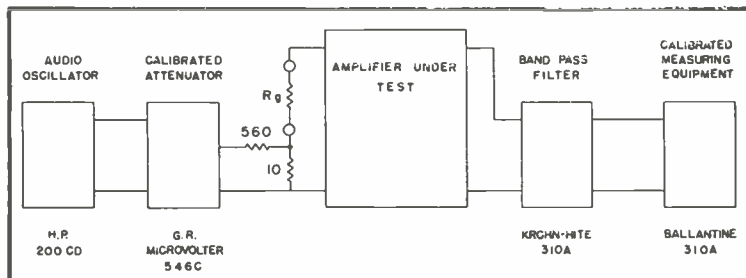 AUDIO
OSCILLATOR
CALIBRATED
ATTENUATOR
AMPLIFIER UNDER
TEST
BAND PASS
FILTER
CALIBRATED
MEASURING
EQUIPMENT
Rg
560
10
H.P.
200 CD
G.R.
MICROVOLTER
546C
KROHN-HITE
310A
BALLANTINE
310A